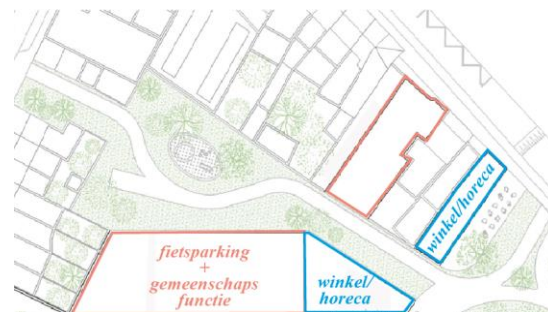 winkel/horeca
fietsparking
+
gemeenschaps
functie
winkel/
horeca